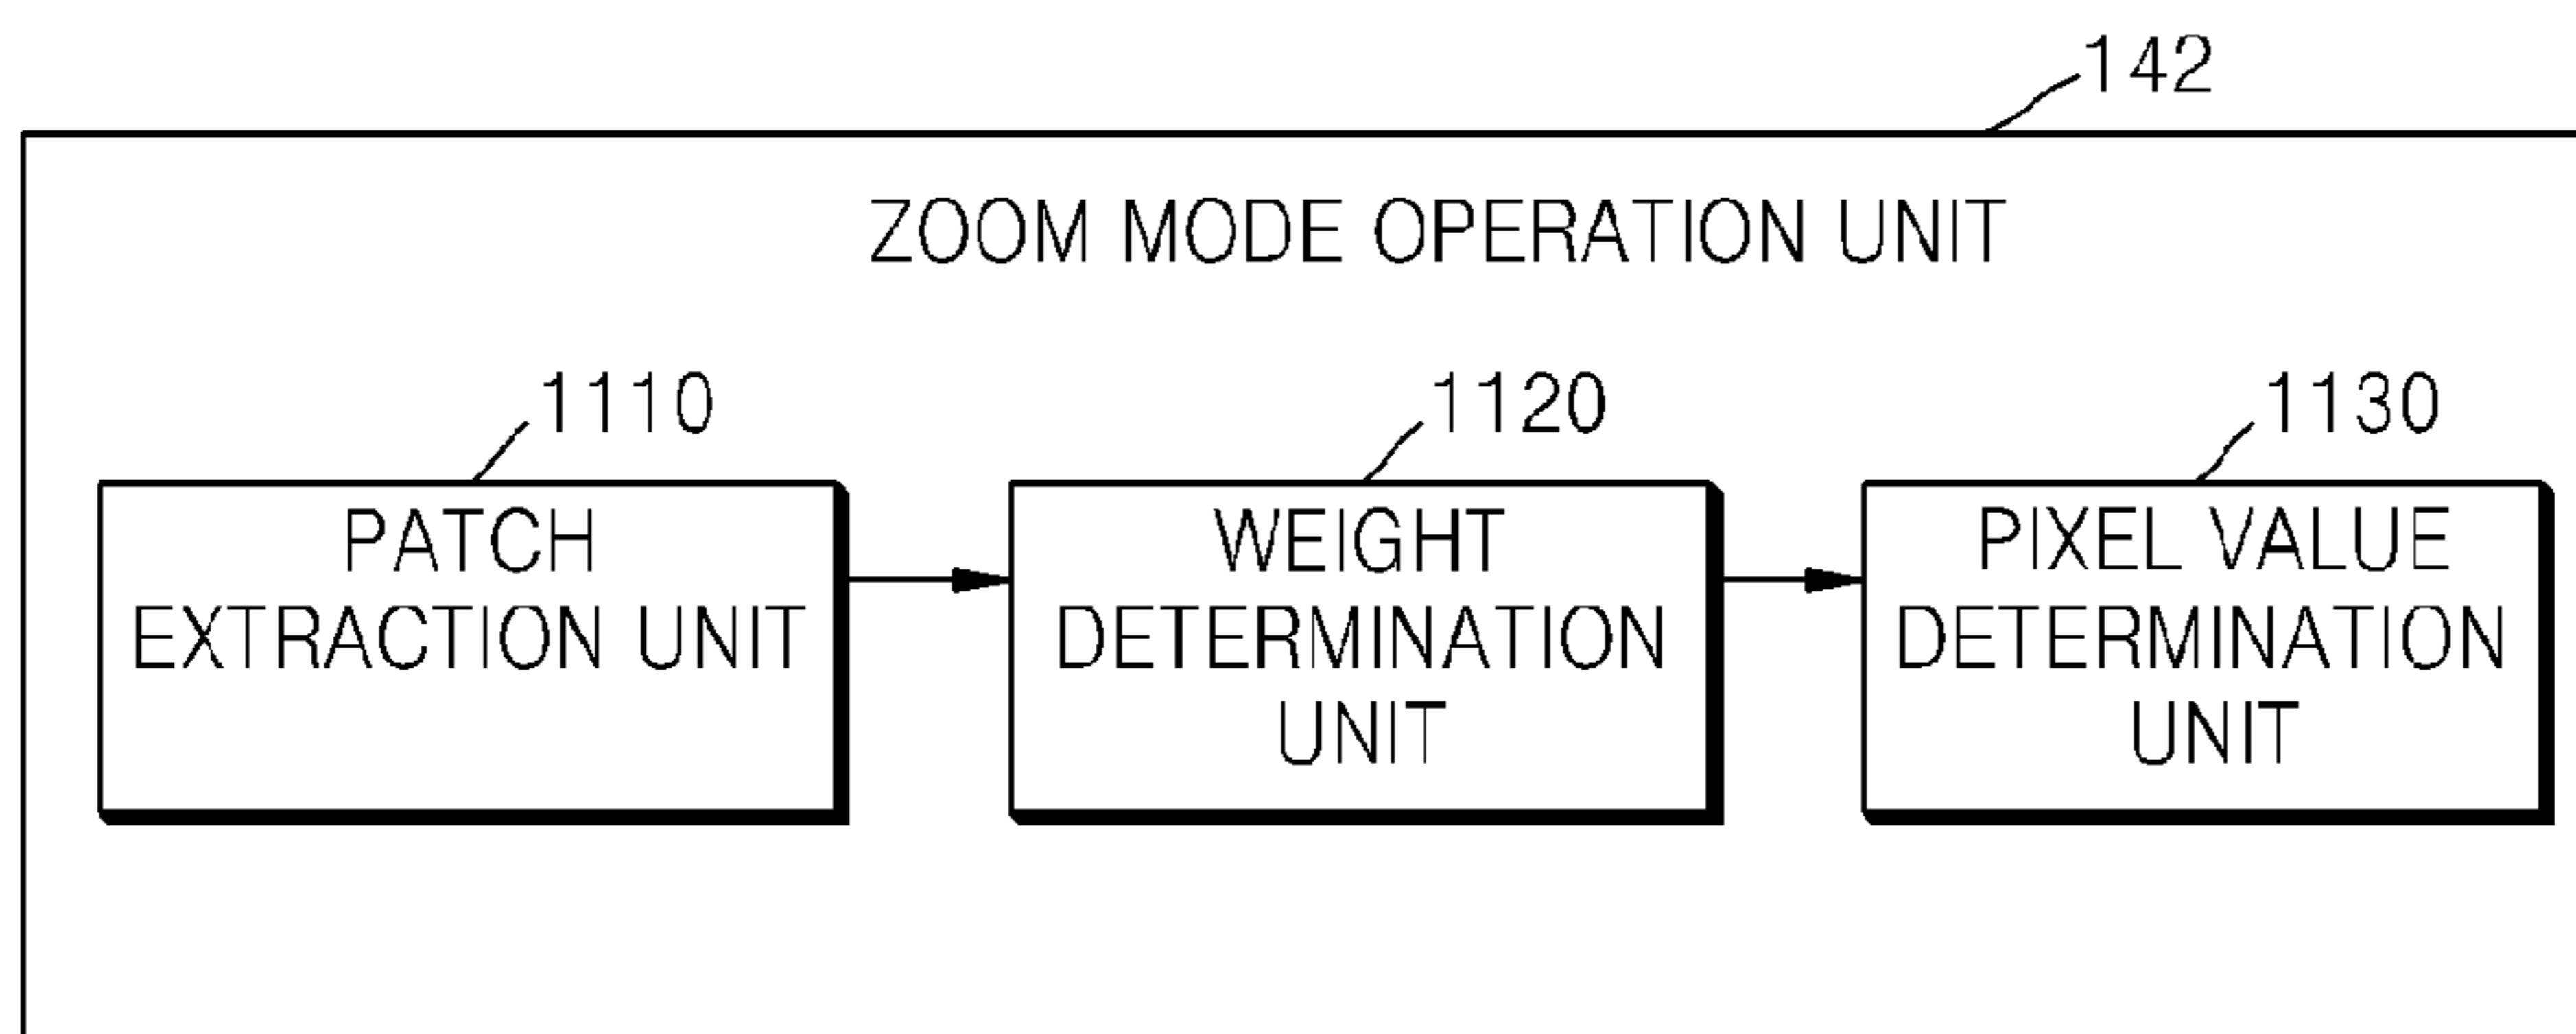 142
ZOOM MODE OPERATION UNIT
1110
1120
1130
PATCH
EXTRACTION UNIT
WEIGHT
DETERMINATION
UNIT
PIXEL VALUE
DETERMINATION
UNIT